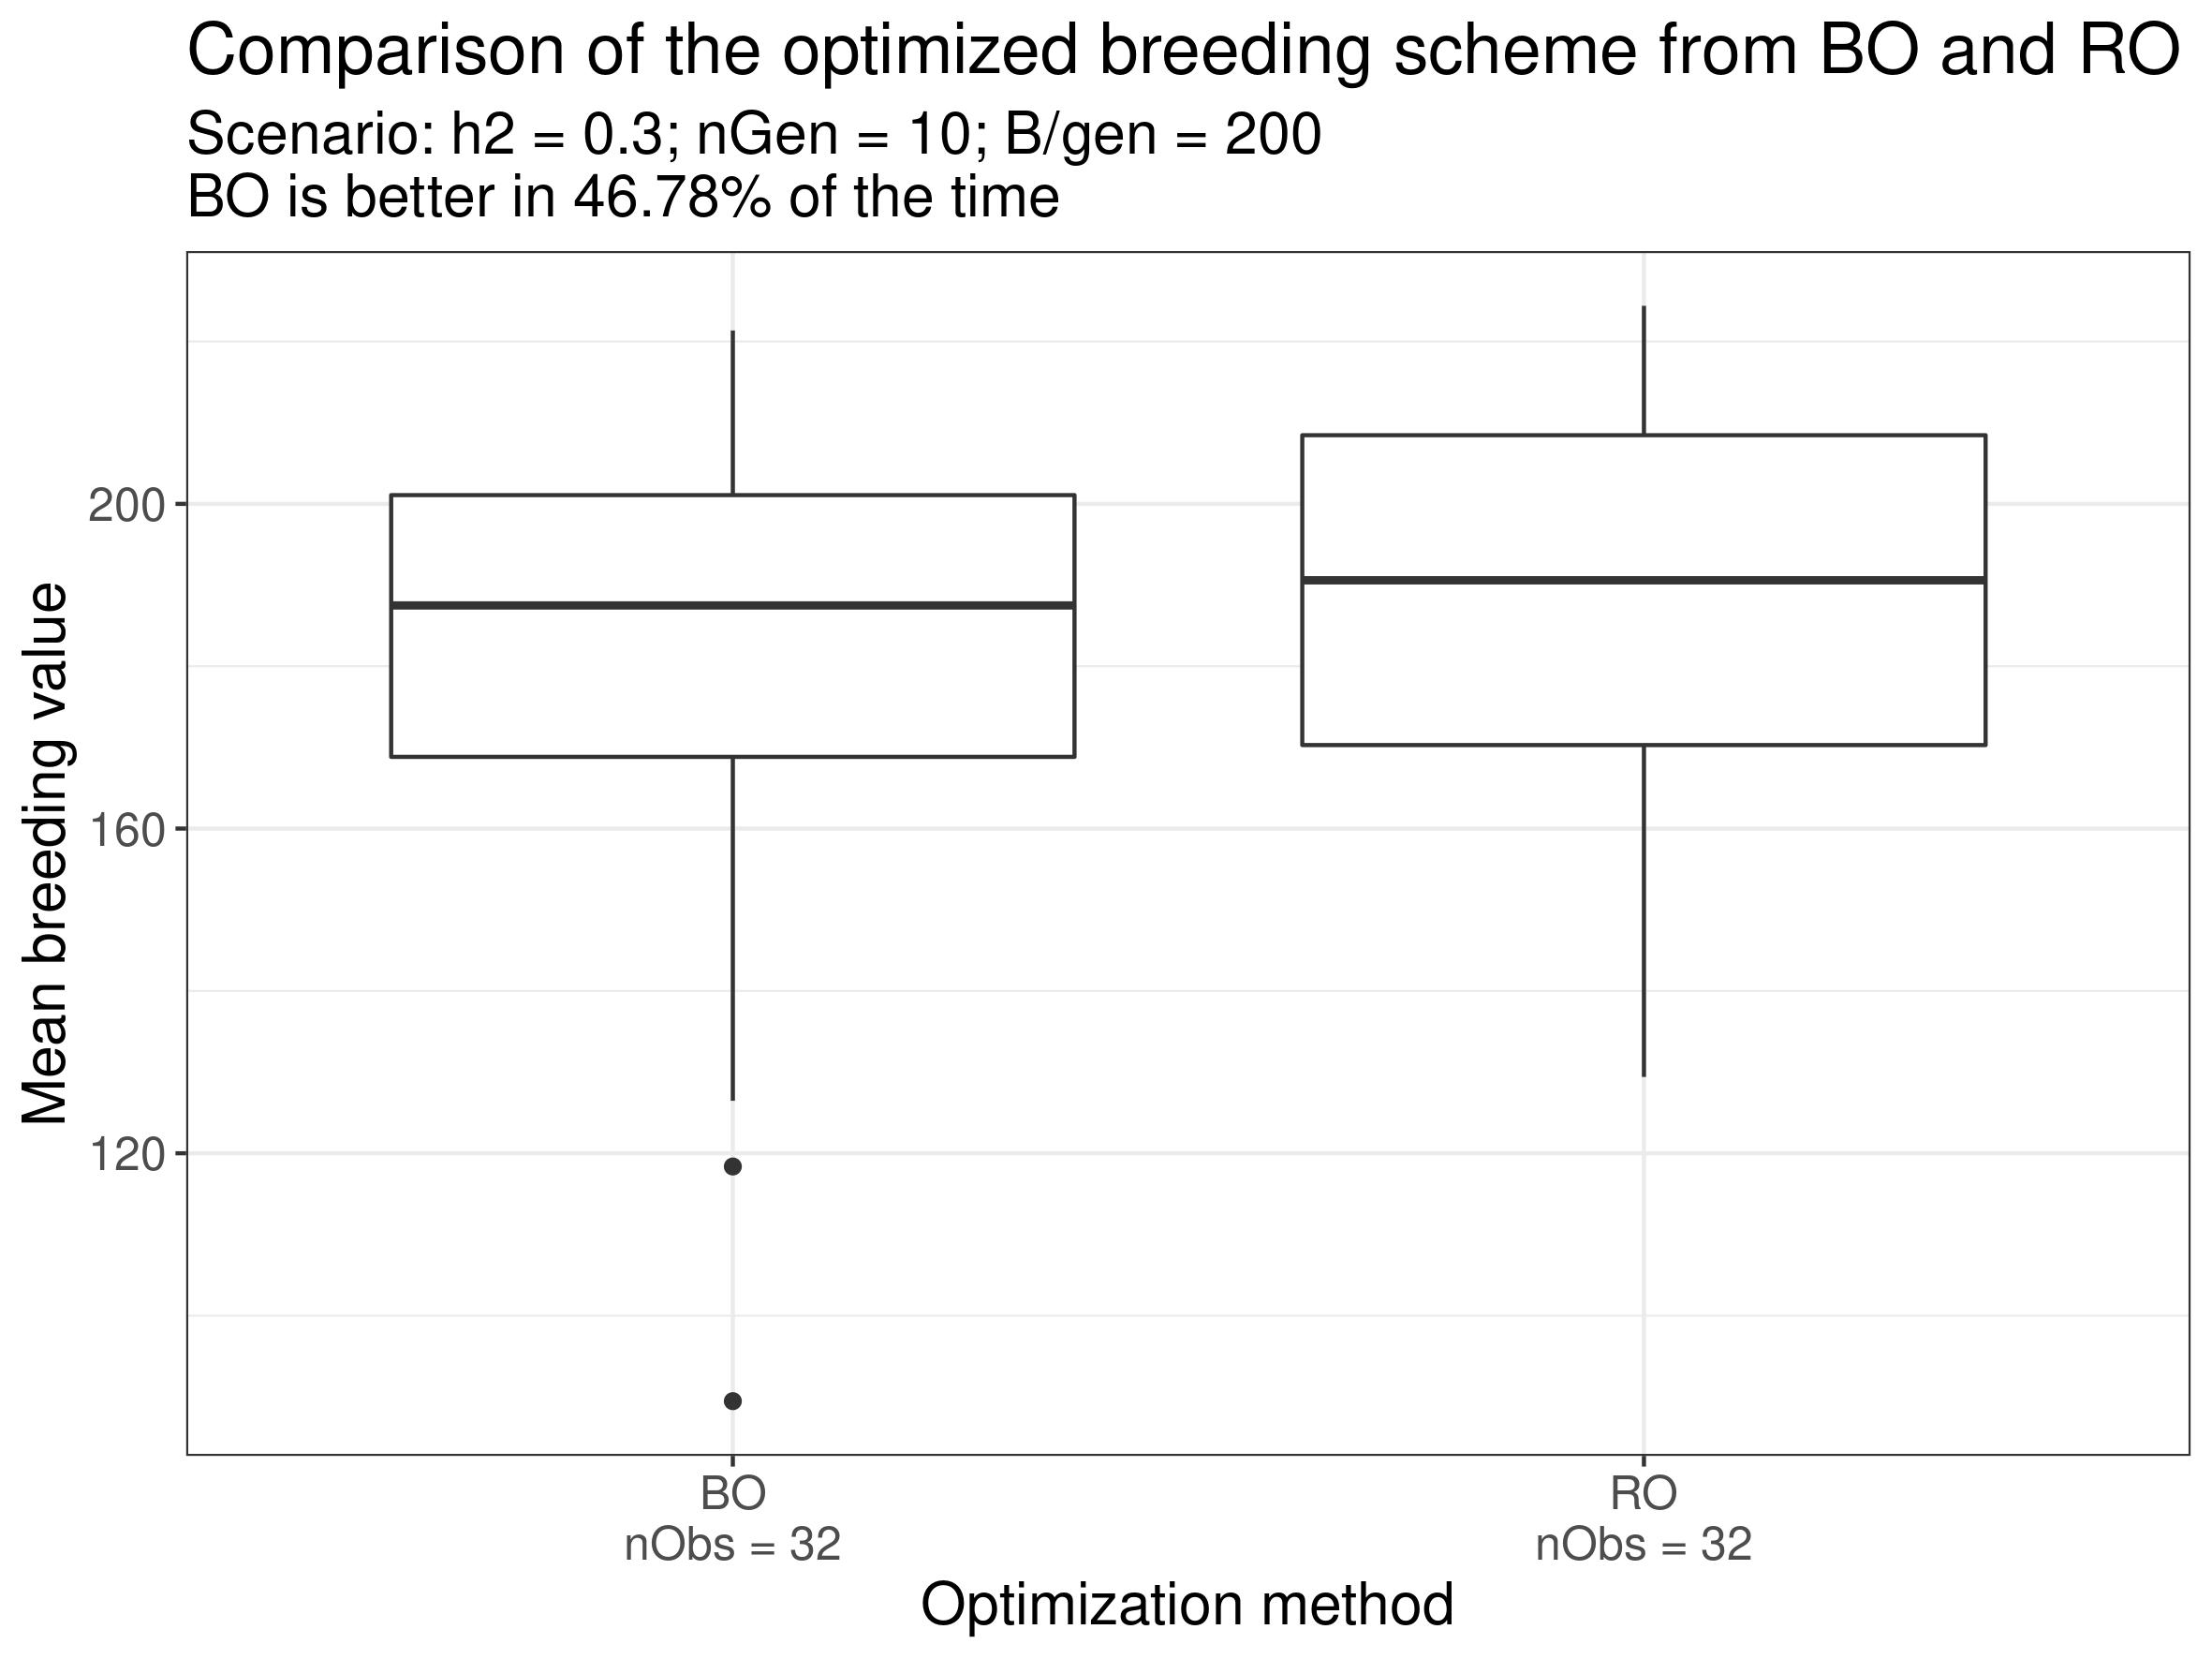 Comparison of the optimized breeding scheme from BO and RO
Scenario: h2 = 0.3; nGen = 10; B/gen = 200
BO is better in 46.78% of the time
Mean breeding value
200
160
120
BO
nObs = 32
RO
nObs = 32
Optimization method